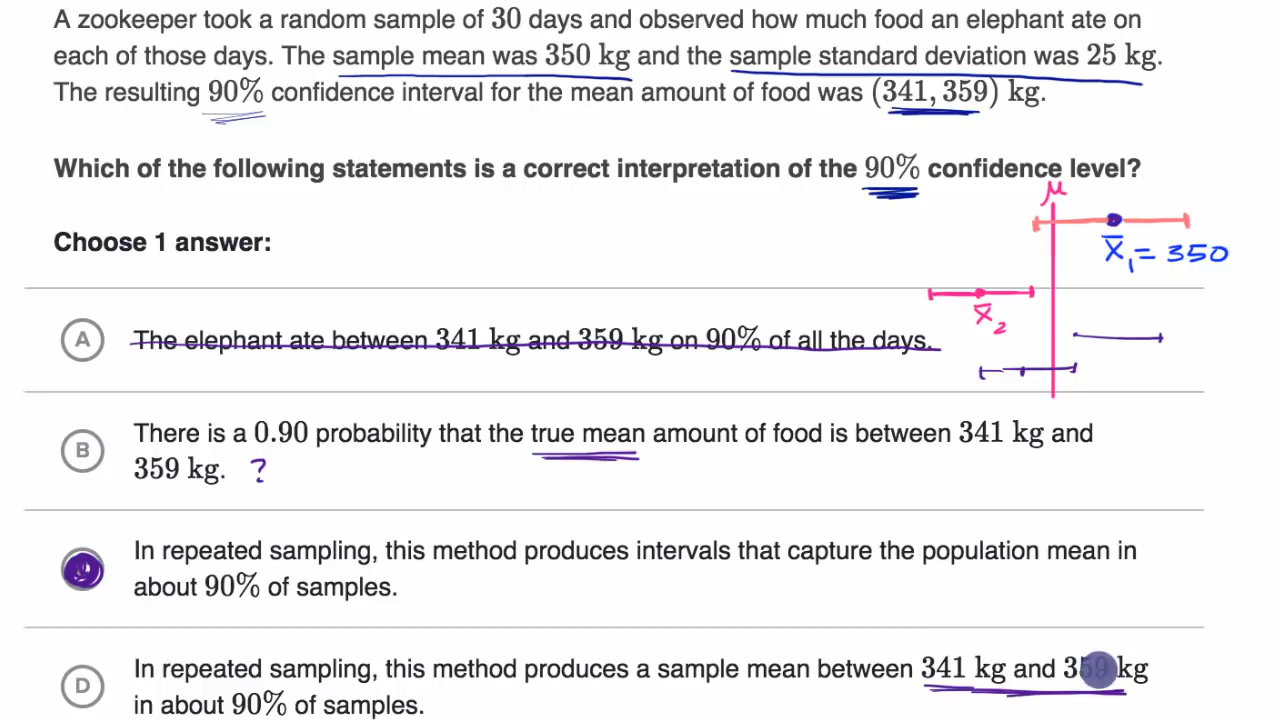 A zookeeper took a random sample of 30 days and observed how much food an elephant ate on
each of those days. The sample mean was 350 kg and the sample standard deviation was 25 kg.
The resulting 90% confidence interval for the mean amount of food was (341, 359) kg.
Which of the following statements is a correct interpretation of the 90% confidence level?
μ
Choose 1 answer:
x̄₁ = 350
x̄₂
A The elephant ate between 341 kg and 359 kg on 90% of all the days.
B There is a 0.90 probability that the true mean amount of food is between 341 kg and
359 kg. ?
In repeated sampling, this method produces intervals that capture the population mean in
about 90% of samples.
D In repeated sampling, this method produces a sample mean between 341 kg and 359 kg
in about 90% of samples.